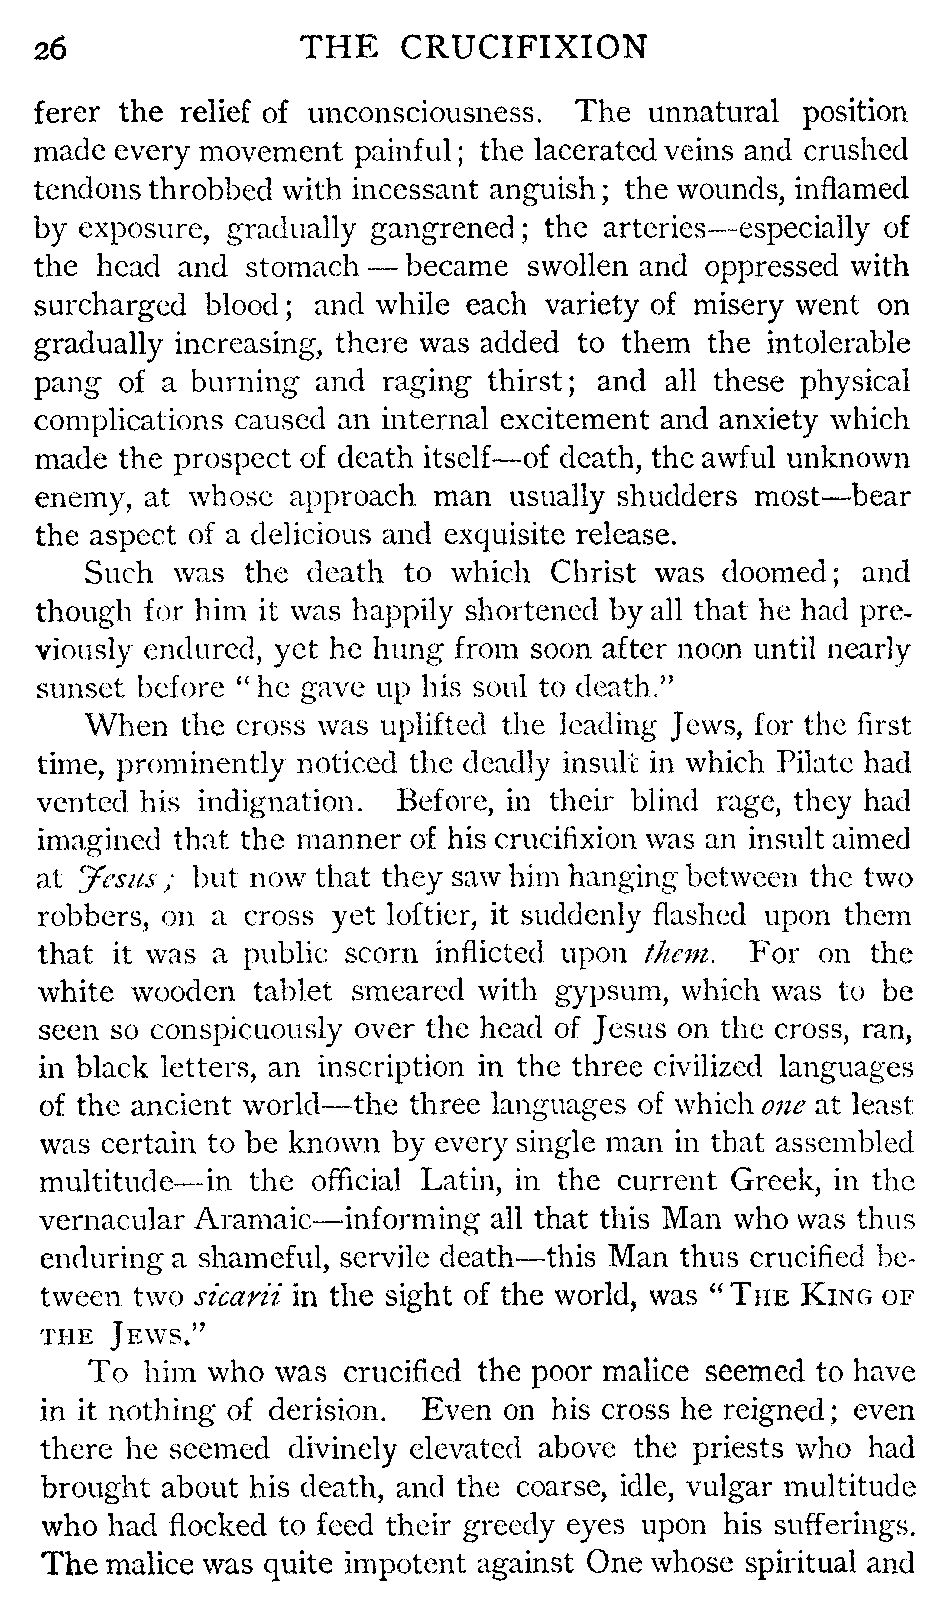 26 THE CRUCIFIXION
ferer the relief of unconsciousness. The unnatural position
made every movement painful; the lacerated veins and crushed
tendons throbbed with incessant anguish; the wounds, inflamed
by exposure, gradually gangrened; the arteries—especially of
the head and stomach — became swollen and oppressed with
surcharged blood; and while each variety of misery went on
gradually increasing, there was added to them the intolerable
pang of a burning and raging thirst; and all these physical
complications caused an internal excitement and anxiety which
made the prospect of death itself—of death, the awful unknown
enemy, at whose approach man usually shudders most—bear
the aspect of a delicious and exquisite release.
Such was the death to which Christ was doomed; and
though for him it was happily shortened by all that he had pre-
viously endured, yet he hung from soon after noon until nearly
sunset before “he gave up his soul to death.”
When the cross was uplifted the leading Jews, for the first
time, prominently noticed the deadly insult in which Pilate had
vented his indignation. Before, in their blind rage, they had
imagined that the manner of his crucifixion was an insult aimed
at Jesus; but now that they saw him hanging between the two
robbers, on a cross yet loftier, it suddenly flashed upon them
that it was a public scorn inflicted upon them. For on the
white wooden tablet smeared with gypsum, which was to be
seen so conspicuously over the head of Jesus on the cross, ran,
in black letters, an inscription in the three civilized languages
of the ancient world—the three languages of which one at least
was certain to be known by every single man in that assembled
multitude—in the official Latin, in the current Greek, in the
vernacular Aramaic—informing all that this Man who was thus
enduring a shameful, servile death—this Man thus crucified be-
tween two sicarii in the sight of the world, was “THE KING OF
THE JEWS.”
To him who was crucified the poor malice seemed to have
in it nothing of derision. Even on his cross he reigned; even
there he seemed divinely elevated above the priests who had
brought about his death, and the coarse, idle, vulgar multitude
who had flocked to feed their greedy eyes upon his sufferings.
The malice was quite impotent against One whose spiritual and